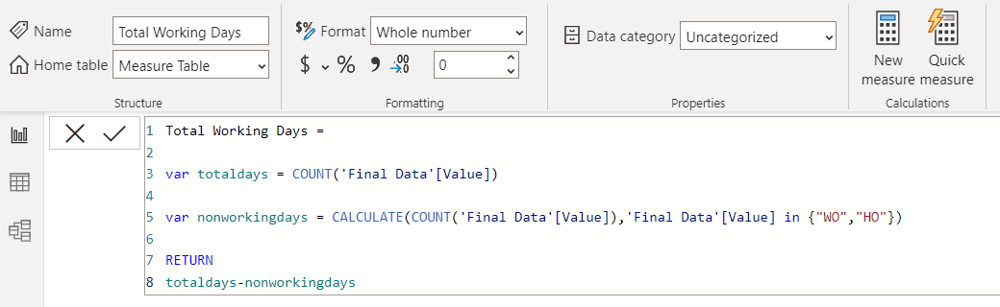 Name Total Working Days
Home table Measure Table
Structure
$% Format Whole number
$ % 9 .00 0
Formatting
Data category Uncategorized
Properties
New measure
Quick measure
Calculations
1 Total Working Days =
2
3 var totaldays = COUNT('Final Data'[Value])
4
5 var nonworkingdays = CALCULATE(COUNT('Final Data'[Value]),'Final Data'[Value] in {"WO","HO"})
6
7 RETURN
8 totaldays-nonworkingdays